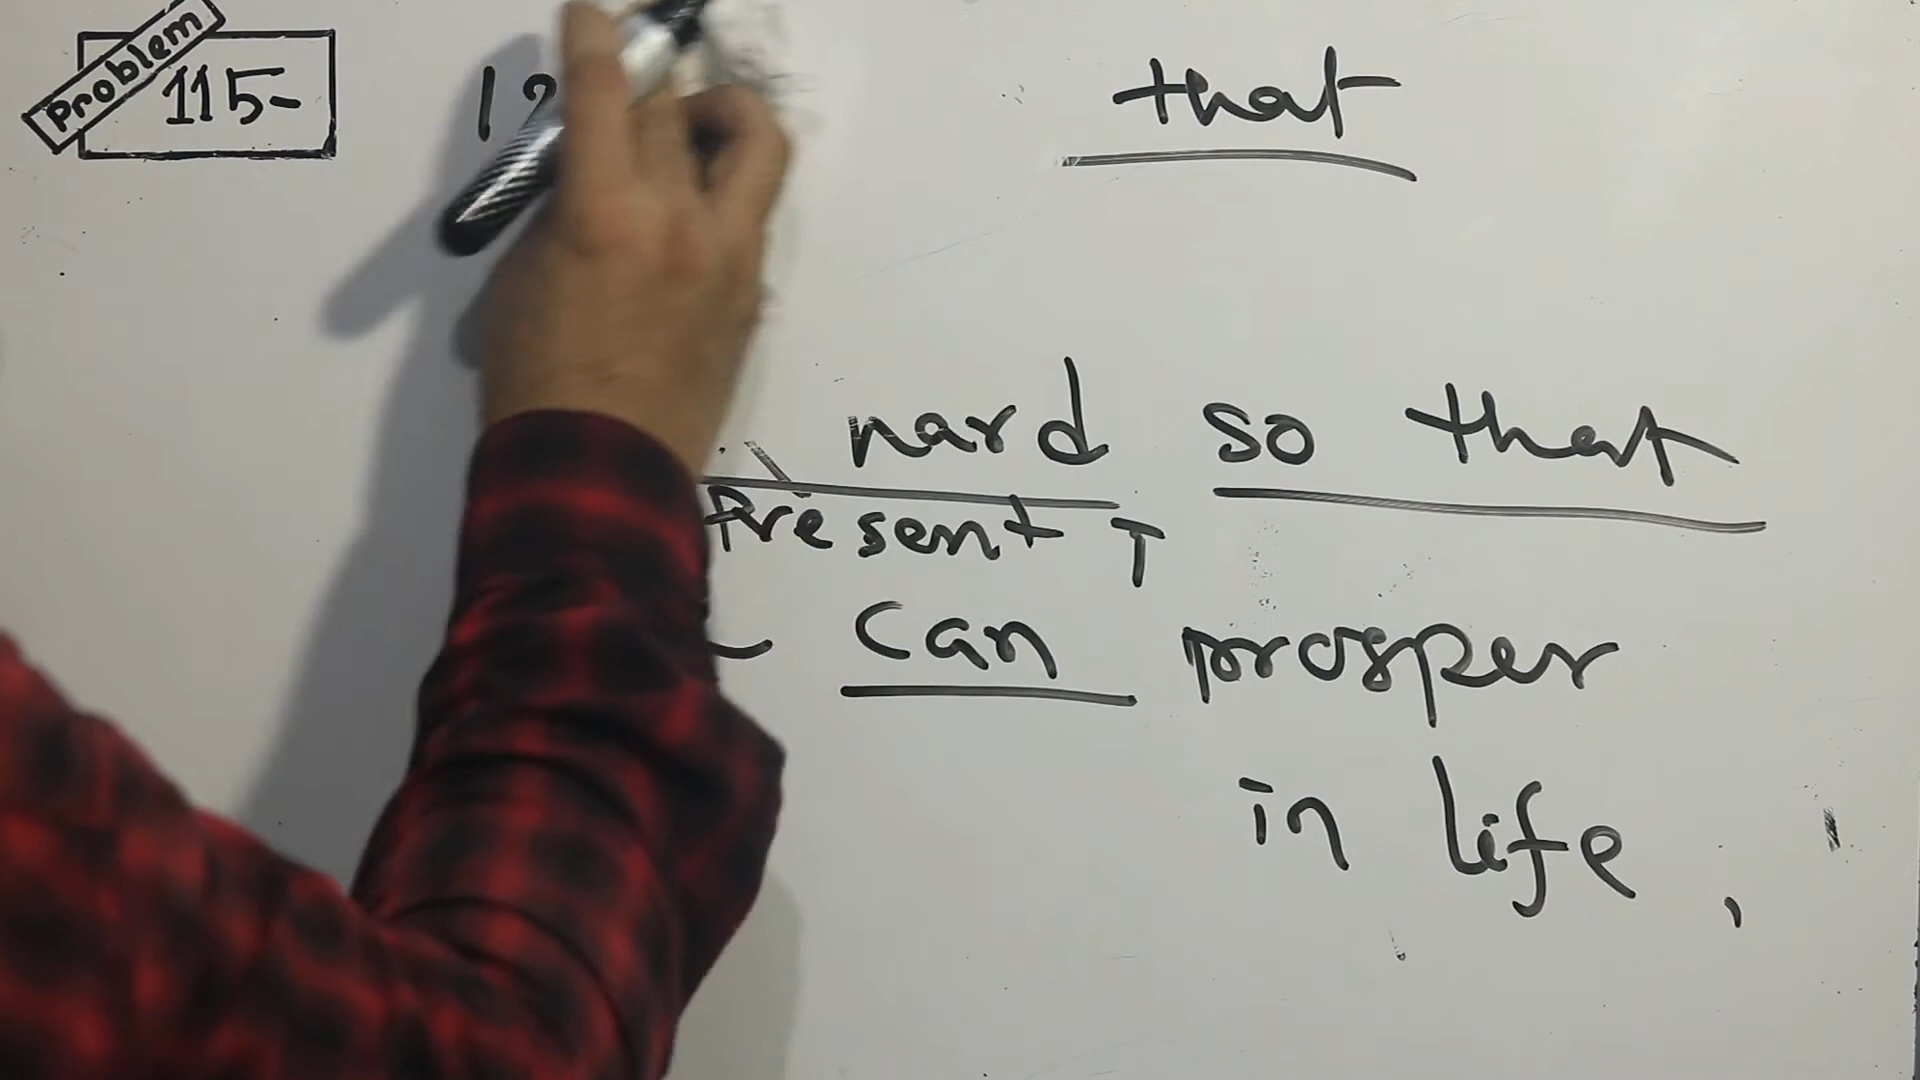 Problem
115-
that
hard so that
Present T
can prosper
in life,